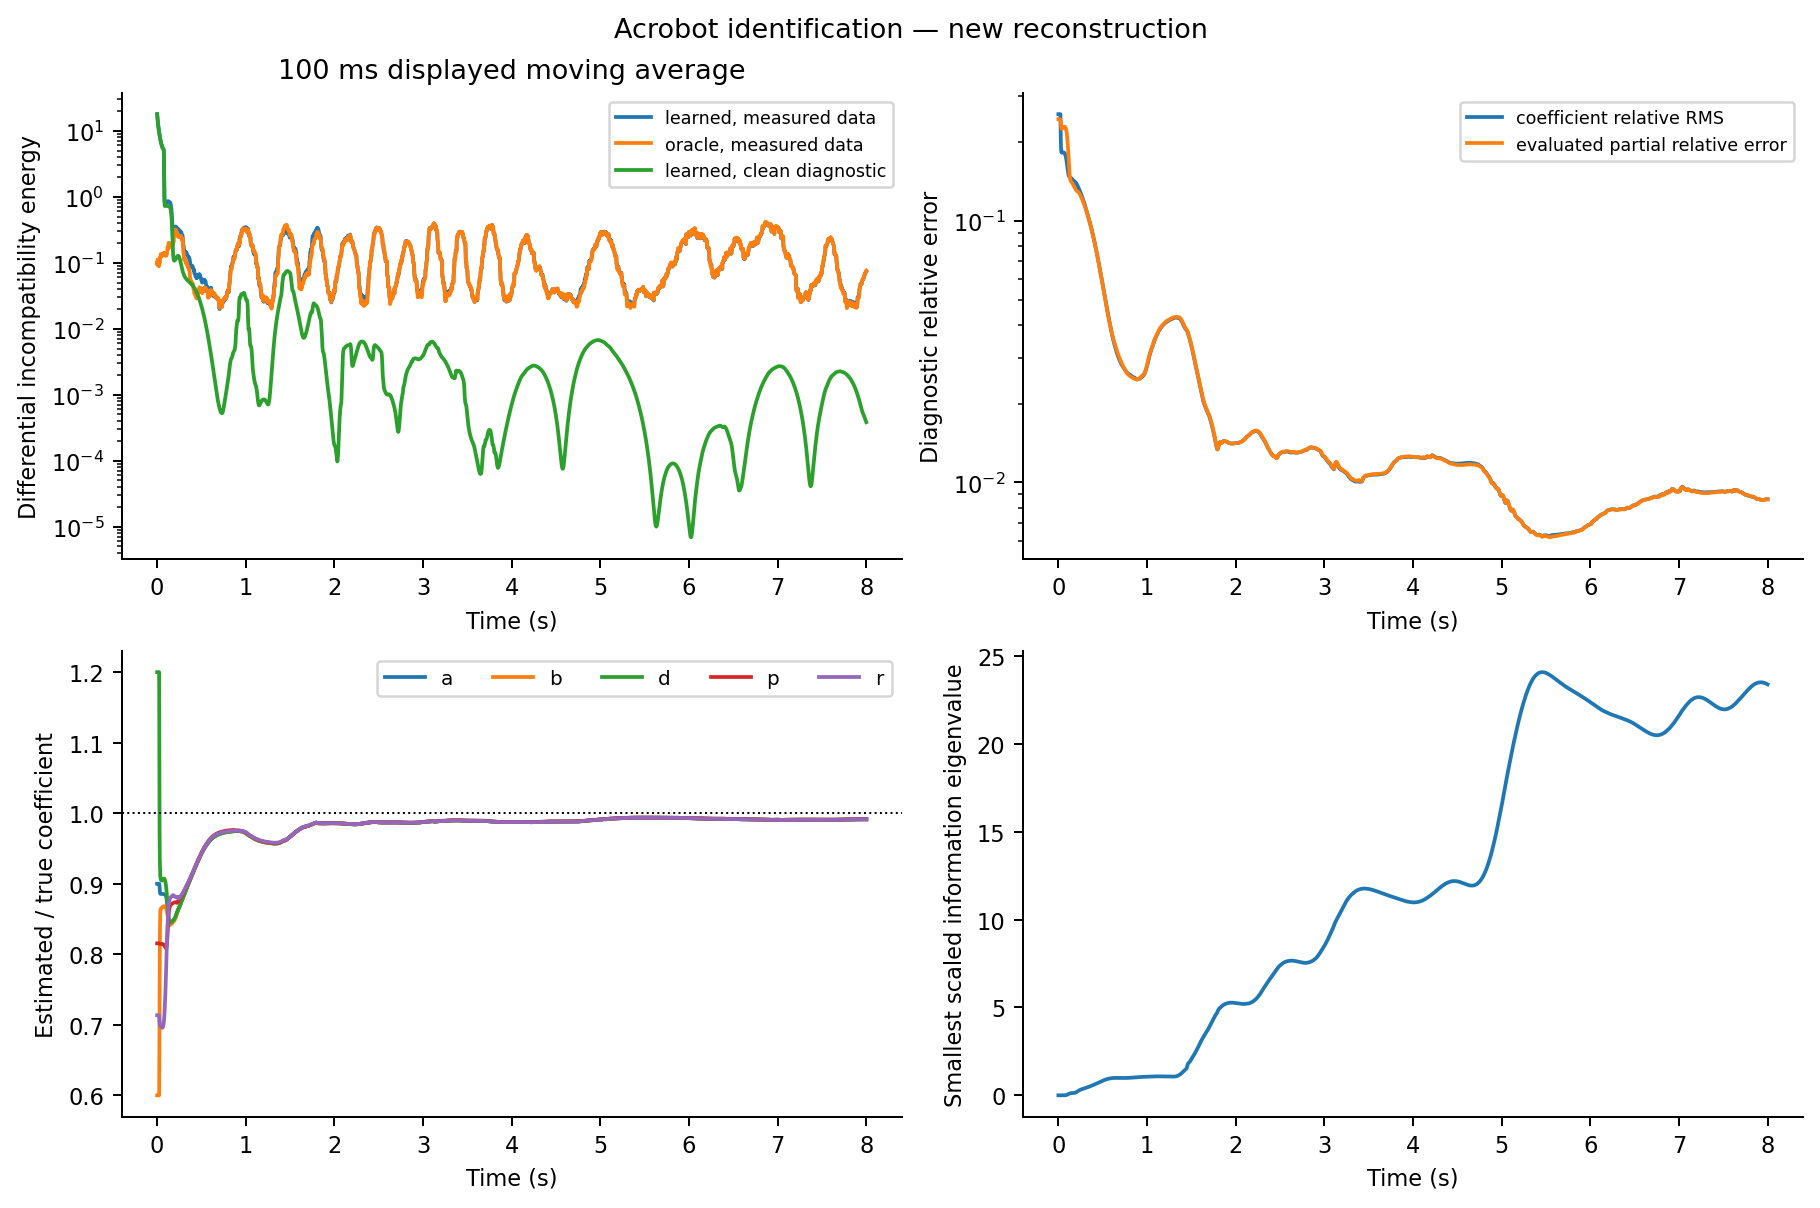 Acrobot identification — new reconstruction
100 ms displayed moving average
Differential incompatibility energy
10¹
10⁰
10⁻¹
10⁻²
10⁻³
10⁻⁴
10⁻⁵
learned, measured data
oracle, measured data
learned, clean diagnostic
0 1 2 3 4 5 6 7 8
Time (s)
Diagnostic relative error
10⁻¹
10⁻²
coefficient relative RMS
evaluated partial relative error
0 1 2 3 4 5 6 7 8
Time (s)
Estimated / true coefficient
1.2
1.1
1.0
0.9
0.8
0.7
0.6
a b d p r
0 1 2 3 4 5 6 7 8
Time (s)
Smallest scaled information eigenvalue
25
20
15
10
5
0
0 1 2 3 4 5 6 7 8
Time (s)